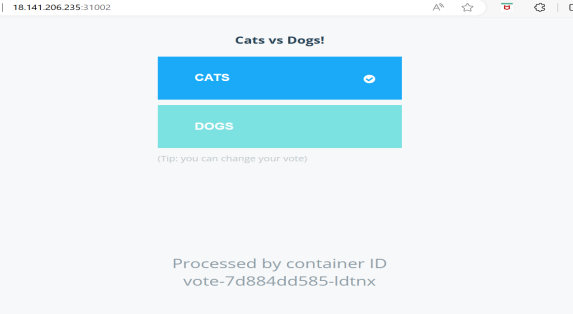 18.141.206.235:31002
Cats vs Dogs!
CATS
DOGS
(Tip: you can change your vote)
Processed by container ID
vote-7d884dd585-ldtnx